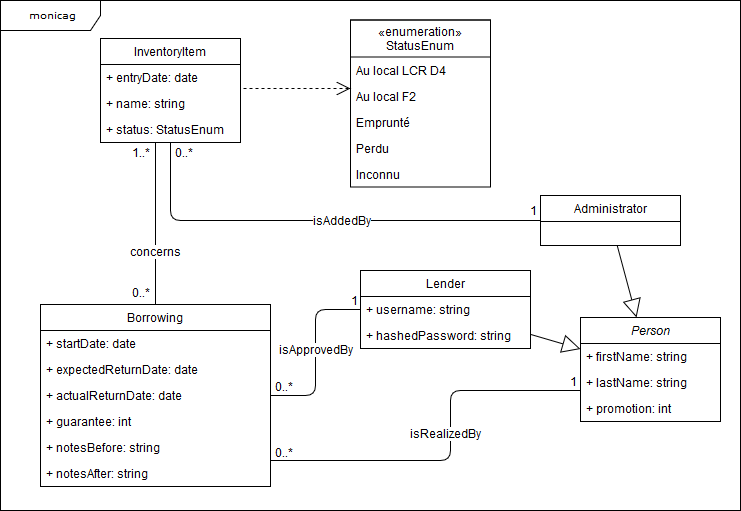 monicag
InventoryItem
+ entryDate: date
+ name: string
+ status: StatusEnum
«enumeration»
StatusEnum
Au local LCR D4
Au local F2
Emprunté
Perdu
Inconnu
1..*
0..*
isAddedBy
1
Administrator
concerns
0..*
Borrowing
+ startDate: date
+ expectedReturnDate: date
+ actualReturnDate: date
+ guarantee: int
+ notesBefore: string
+ notesAfter: string
Lender
+ username: string
+ hashedPassword: string
1
isApprovedBy
0..*
Person
+ firstName: string
+ lastName: string
+ promotion: int
1
isRealizedBy
0..*